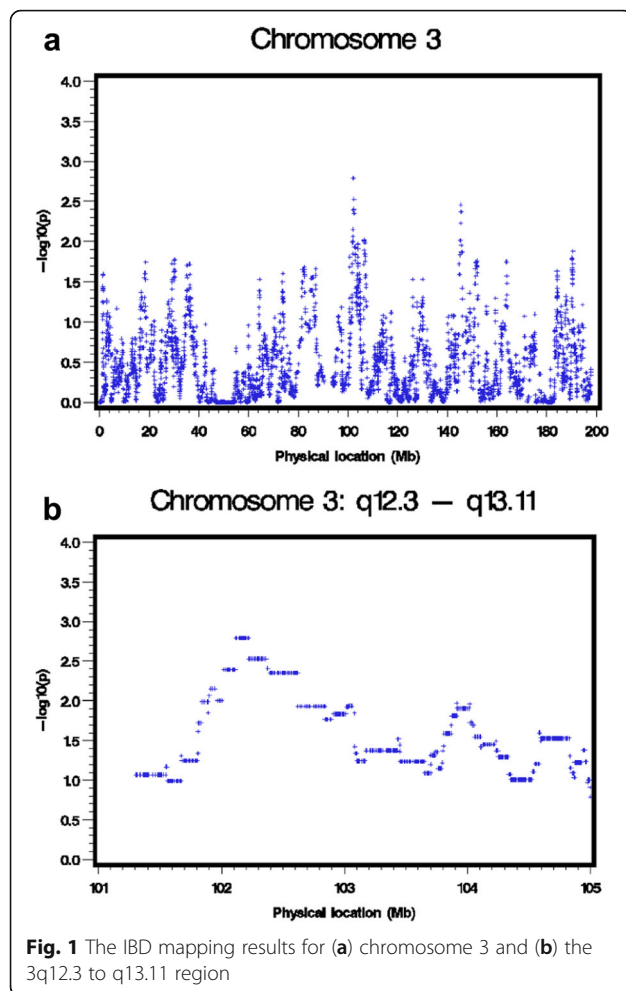 a
Chromosome 3
4.0
3.5
3.0
2.5
2.0
1.5
1.0
0.5
0.0
−log10(p)
0 20 40 60 80 100 120 140 160 180 200
Physical location (Mb)
b
Chromosome 3: q12.3 − q13.11
4.0
3.5
3.0
2.5
2.0
1.5
1.0
0.5
0.0
−log10(p)
101 102 103 104 105
Physical location (Mb)
Fig. 1 The IBD mapping results for (a) chromosome 3 and (b) the
3q12.3 to q13.11 region